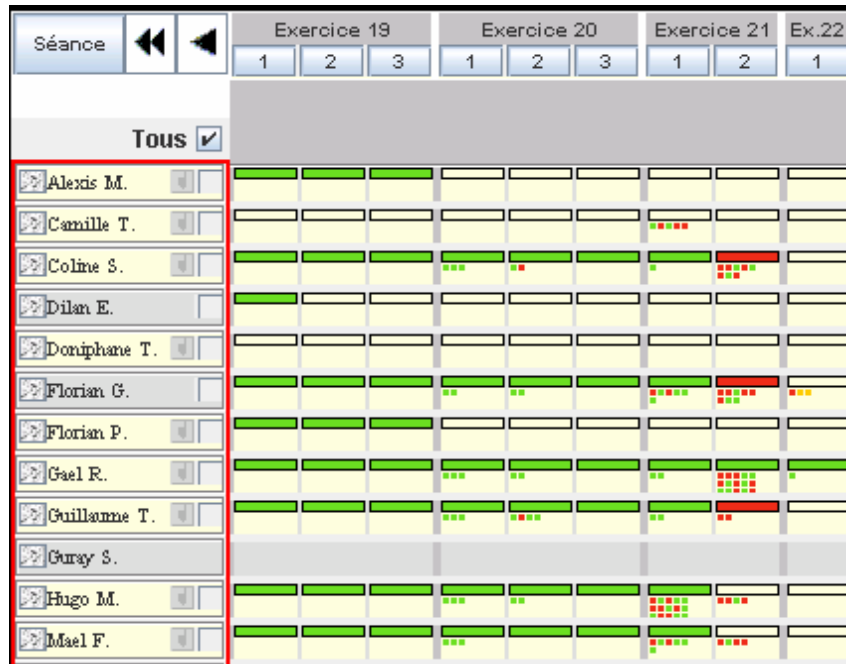 Séance Exercice 19 Exercice 20 Exercice 21 Ex.22
1 2 3 1 2 3 1 2 1
Tous
Alexis M.
Camille T.
Coline S.
Dilan E.
Doniphane T.
Florian G.
Florian P.
Gael R.
Guillaume T.
Guray S.
Hugo M.
Mael F.